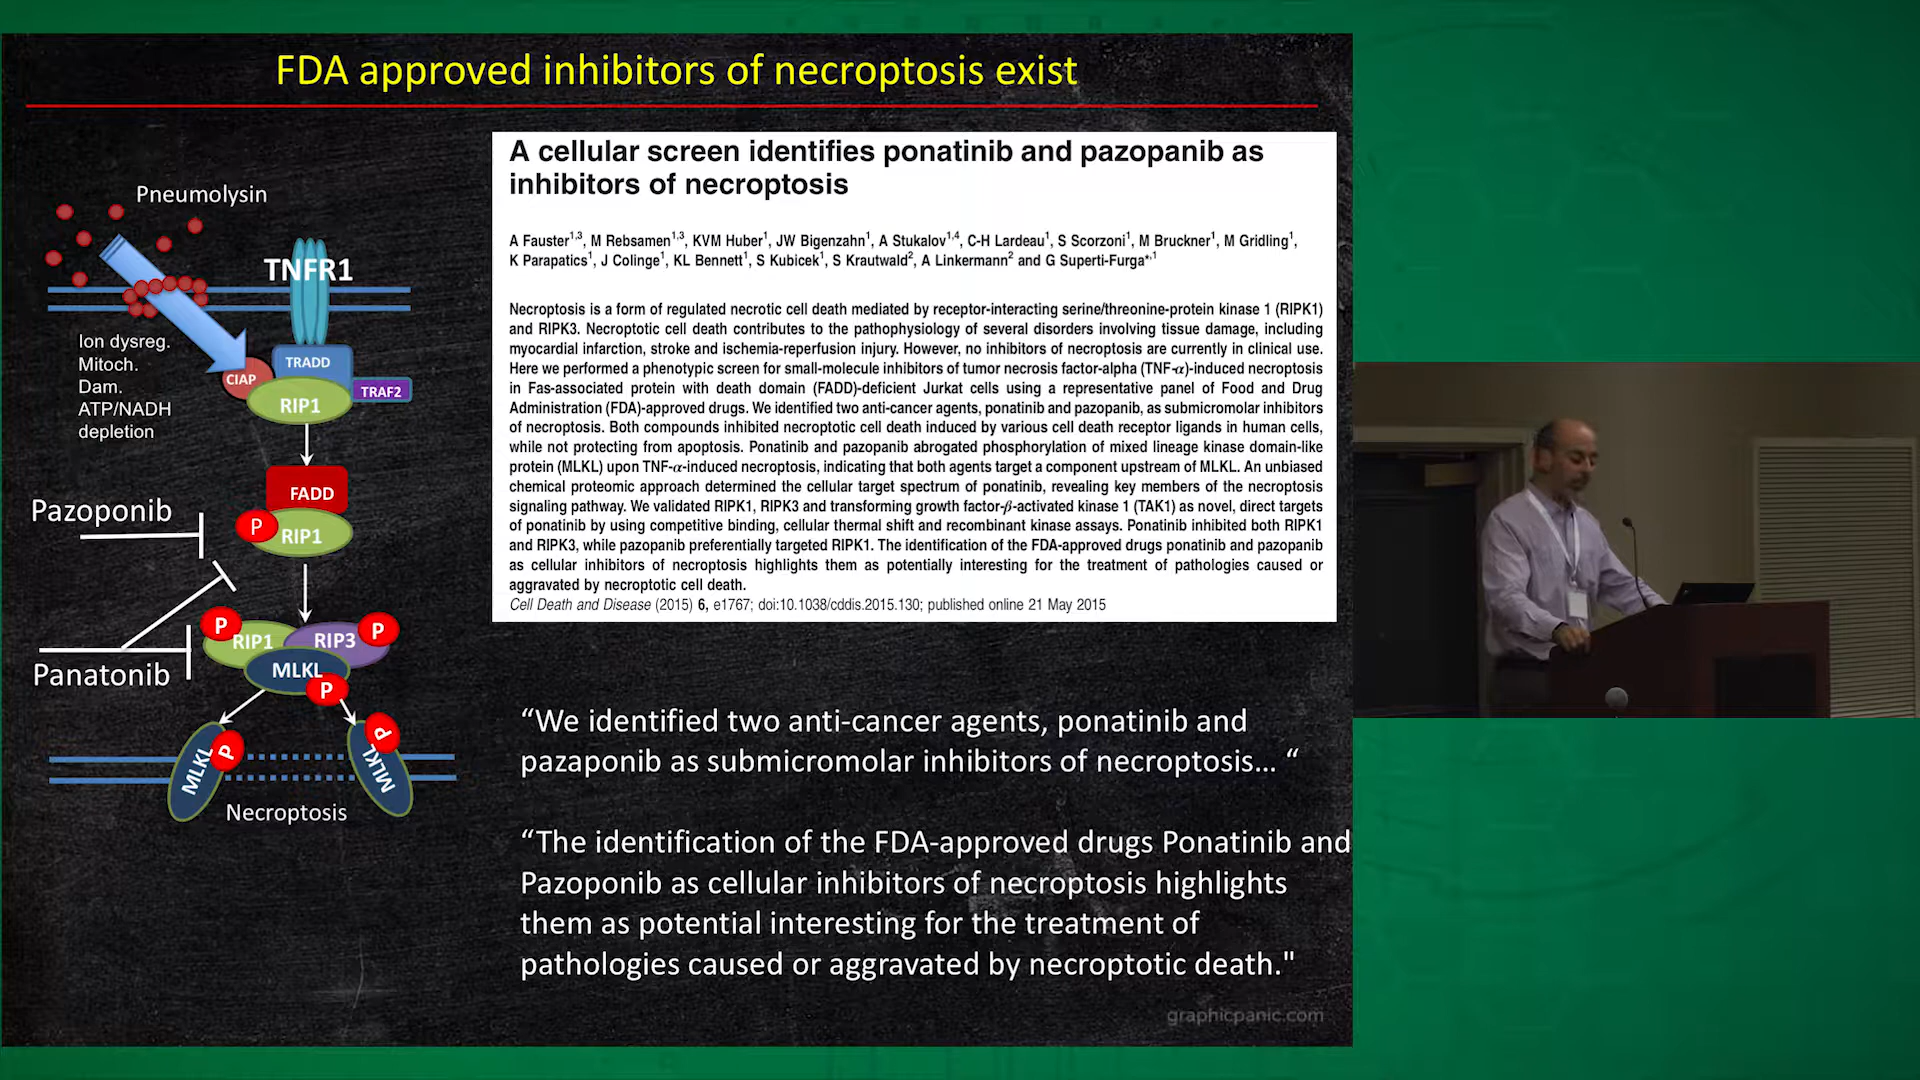 FDA approved inhibitors of necroptosis exist
Pneumolysin
TNFR1
Ion dysreg.
Mitoch.
Dam.
ATP/NADH
depletion
CIAP
TRADD
TRAF2
RIP1
FADD
P
RIP1
Pazoponib
P
RIP1
RIP3
P
MLKL
P
Panatonib
MLKL
P
P
MLKL
Necroptosis
A cellular screen identifies ponatinib and pazopanib as
inhibitors of necroptosis
A Fauster1,3, M Rebsamen1,3, KVM Huber1, JW Bigenzahn1, A Stukalov1,4, C-H Lardeau1, S Scorzoni1, M Bruckner1, M Gridling1,
K Parapatics1, J Colinge1, KL Bennett1, S Kubicek1, S Krautwald2, A Linkermann2 and G Superti-Furga*,1
Necroptosis is a form of regulated necrotic cell death mediated by receptor-interacting serine/threonine-protein kinase 1 (RIPK1)
and RIPK3. Necroptotic cell death contributes to the pathophysiology of several disorders involving tissue damage, including
myocardial infarction, stroke and ischemia-reperfusion injury. However, no inhibitors of necroptosis are currently in clinical use.
Here we performed a phenotypic screen for small-molecule inhibitors of tumor necrosis factor-alpha (TNF-α)-induced necroptosis
in Fas-associated protein with death domain (FADD)-deficient Jurkat cells using a representative panel of Food and Drug
Administration (FDA)-approved drugs. We identified two anti-cancer agents, ponatinib and pazopanib, as submicromolar inhibitors
of necroptosis. Both compounds inhibited necroptotic cell death induced by various cell death receptor ligands in human cells,
while not protecting from apoptosis. Ponatinib and pazopanib abrogated phosphorylation of mixed lineage kinase domain-like
protein (MLKL) upon TNF-α-induced necroptosis, indicating that both agents target a component upstream of MLKL. An unbiased
chemical proteomic approach determined the cellular target spectrum of ponatinib, revealing key members of the necroptosis
signaling pathway. We validated RIPK1, RIPK3 and transforming growth factor-β-activated kinase 1 (TAK1) as novel, direct targets
of ponatinib by using competitive binding, cellular thermal shift and recombinant kinase assays. Ponatinib inhibited both RIPK1
and RIPK3, while pazopanib preferentially targeted RIPK1. The identification of the FDA-approved drugs ponatinib and pazopanib
as cellular inhibitors of necroptosis highlights them as potentially interesting for the treatment of pathologies caused or
aggravated by necroptotic cell death.
Cell Death and Disease (2015) 6, e1767; doi:10.1038/cddis.2015.130; published online 21 May 2015
“We identified two anti-cancer agents, ponatinib and
pazaponib as submicromolar inhibitors of necroptosis… “
“The identification of the FDA-approved drugs Ponatinib and
Pazoponib as cellular inhibitors of necroptosis highlights
them as potential interesting for the treatment of
pathologies caused or aggravated by necroptotic death."
graphicpanic.com